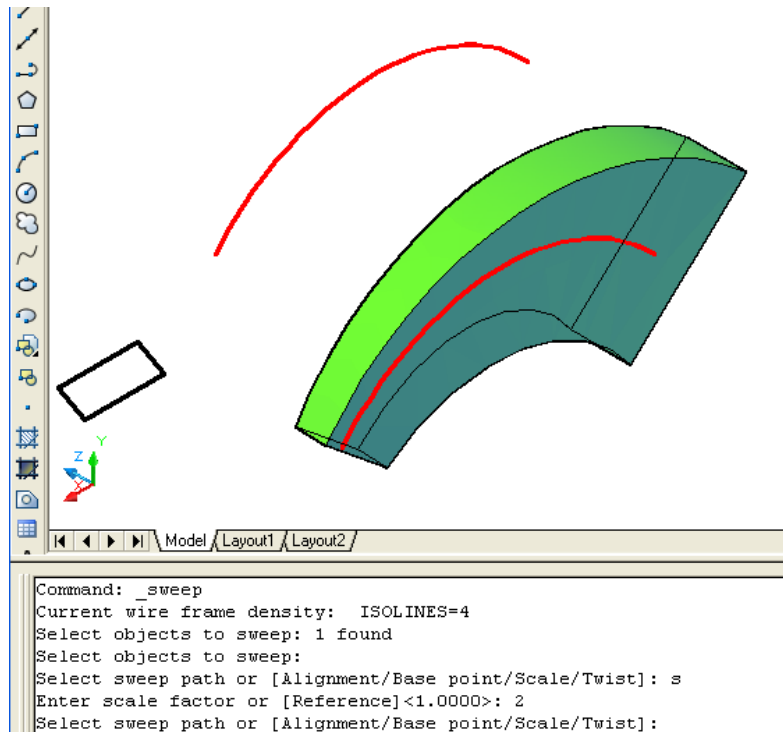 Y
Z
X
Model Layout1 Layout2
Command: _sweep
Current wire frame density:  ISOLINES=4
Select objects to sweep: 1 found
Select objects to sweep:
Select sweep path or [Alignment/Base point/Scale/Twist]: s
Enter scale factor or [Reference]<1.0000>: 2
Select sweep path or [Alignment/Base point/Scale/Twist]: